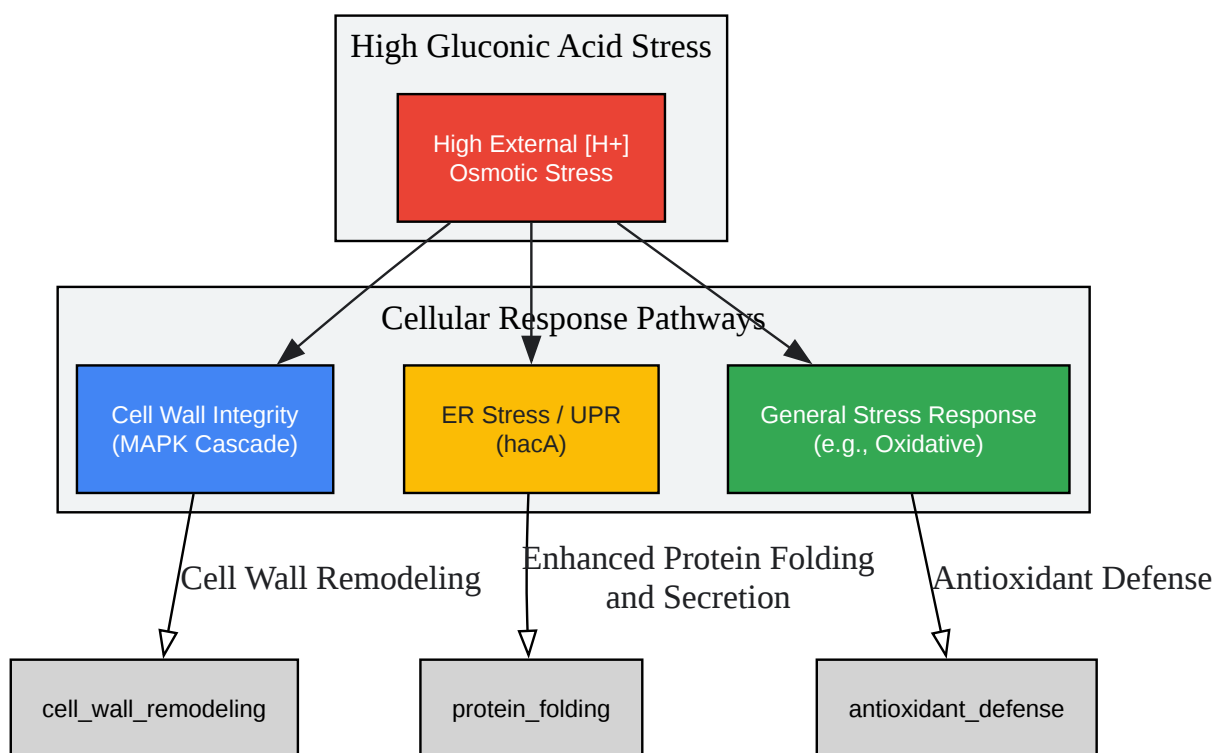 High Gluconic Acid Stress
High External [H+]
Osmotic Stress
Cellular Response Pathways
Cell Wall Integrity
(MAPK Cascade)
ER Stress / UPR
(hacA)
General Stress Response
(e.g., Oxidative)
Cell Wall Remodeling
Enhanced Protein Folding
and Secretion
Antioxidant Defense
cell_wall_remodeling
protein_folding
antioxidant_defense